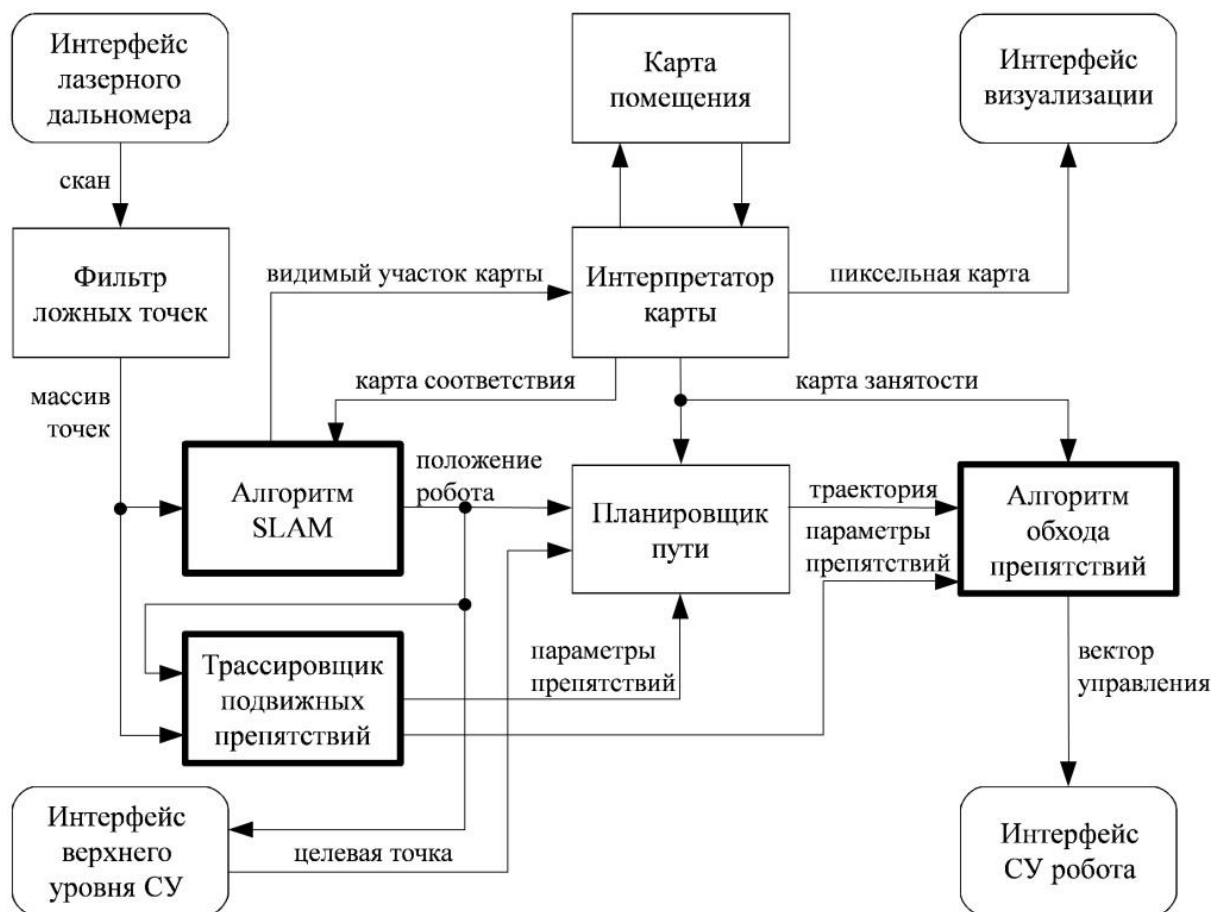 Интерфейс
лазерного
дальномера
Карта
помещения
Интерфейс
визуализации
скан
Фильтр
ложных точек
видимый участок карты
Интерпретатор
карты
пиксельная карта
массив
точек
карта соответствия
карта занятости
Алгоритм
SLAM
положение
робота
Планировщик
пути
траектория
параметры
препятствий
Алгоритм
обхода
препятствий
Трассировщик
подвижных
препятствий
параметры
препятствий
вектор
управления
Интерфейс
верхнего
уровня СУ
целевая точка
Интерфейс
СУ робота